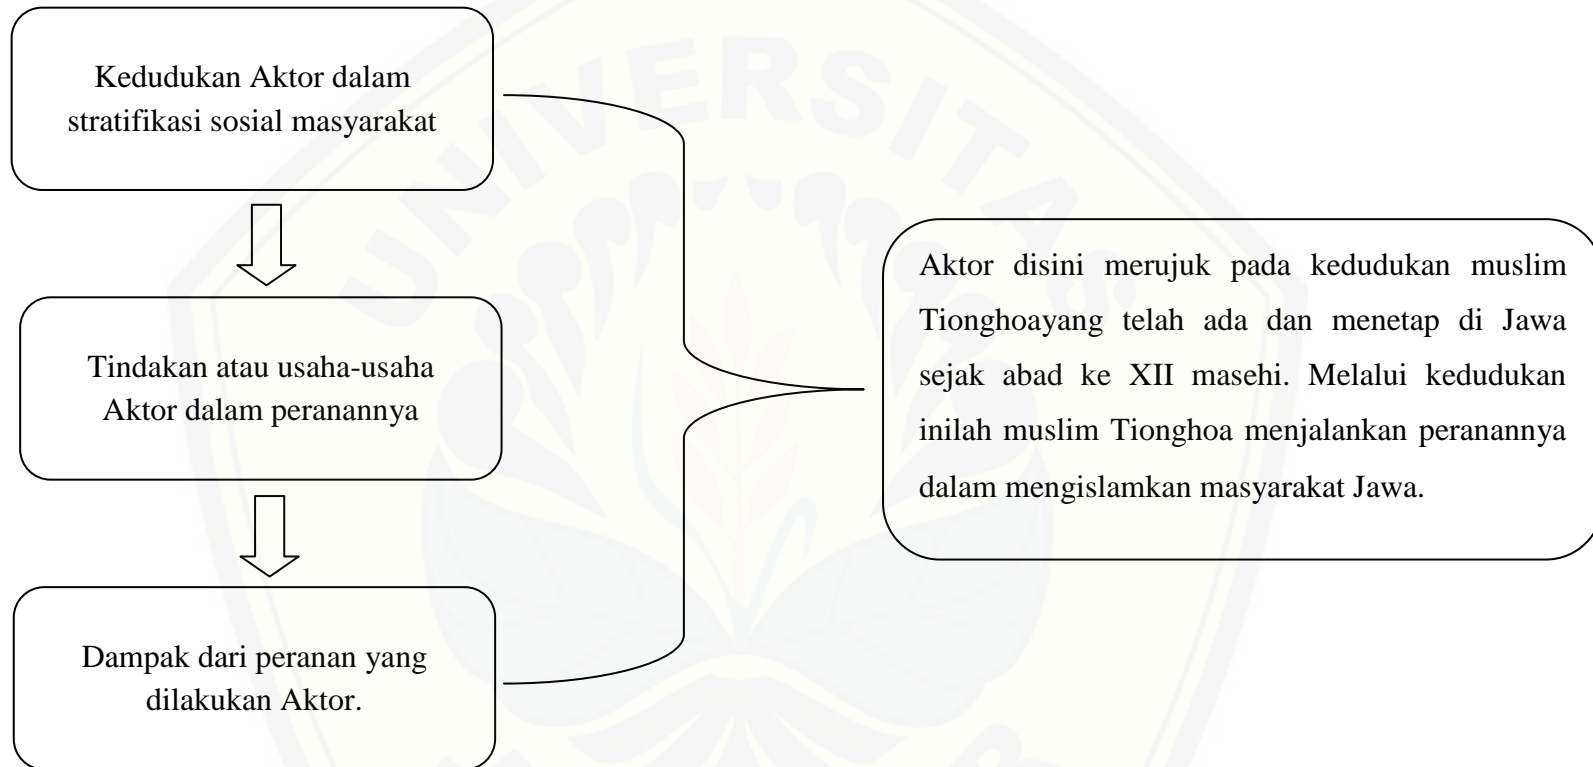 Kedudukan Aktor dalam
stratifikasi sosial masyarakat
Tindakan atau usaha-usaha
Aktor dalam peranannya
Dampak dari peranan yang
dilakukan Aktor.
Aktor disini merujuk pada kedudukan muslim
Tionghoayang telah ada dan menetap di Jawa
sejak abad ke XII masehi. Melalui kedudukan
inilah muslim Tionghoa menjalankan peranannya
dalam mengislamkan masyarakat Jawa.
UNIVERSITAS